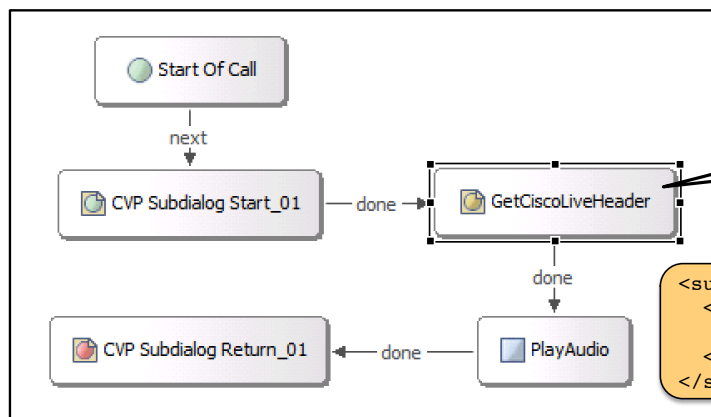 Start Of Call
next
CVP Subdialog Start_01
done
GetCiscoLiveHeader
done
<su
<
<
</s
CVP Subdialog Return_01
done
PlayAudio